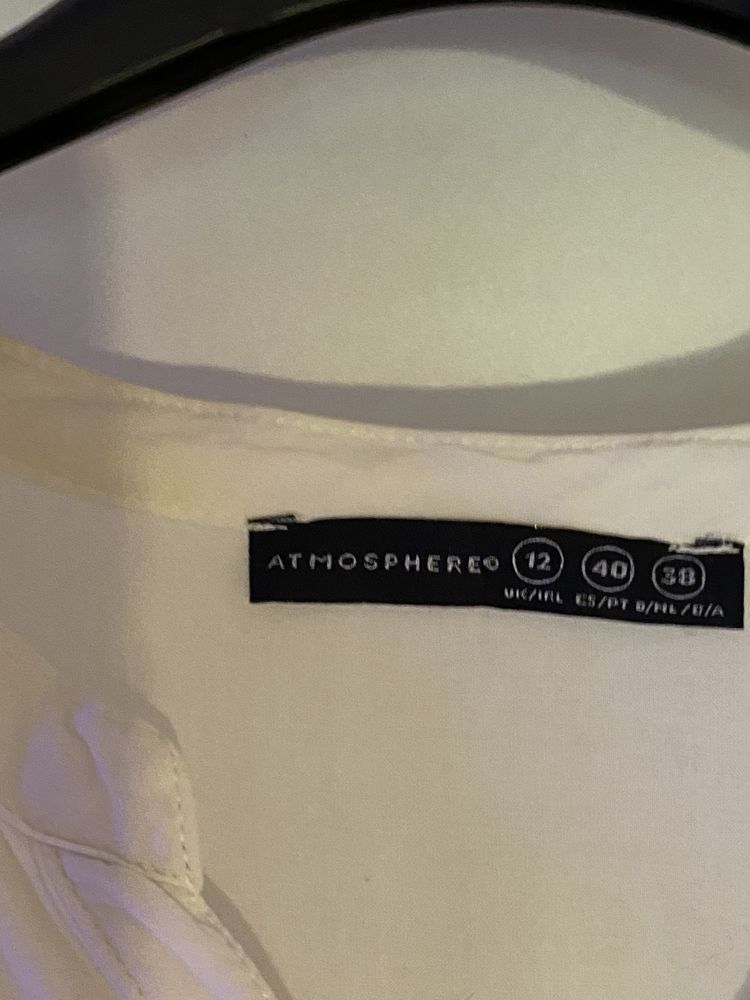 ATMOSPHERE© 12 40 38
UK/IRL ES/PT D/NL/B/A